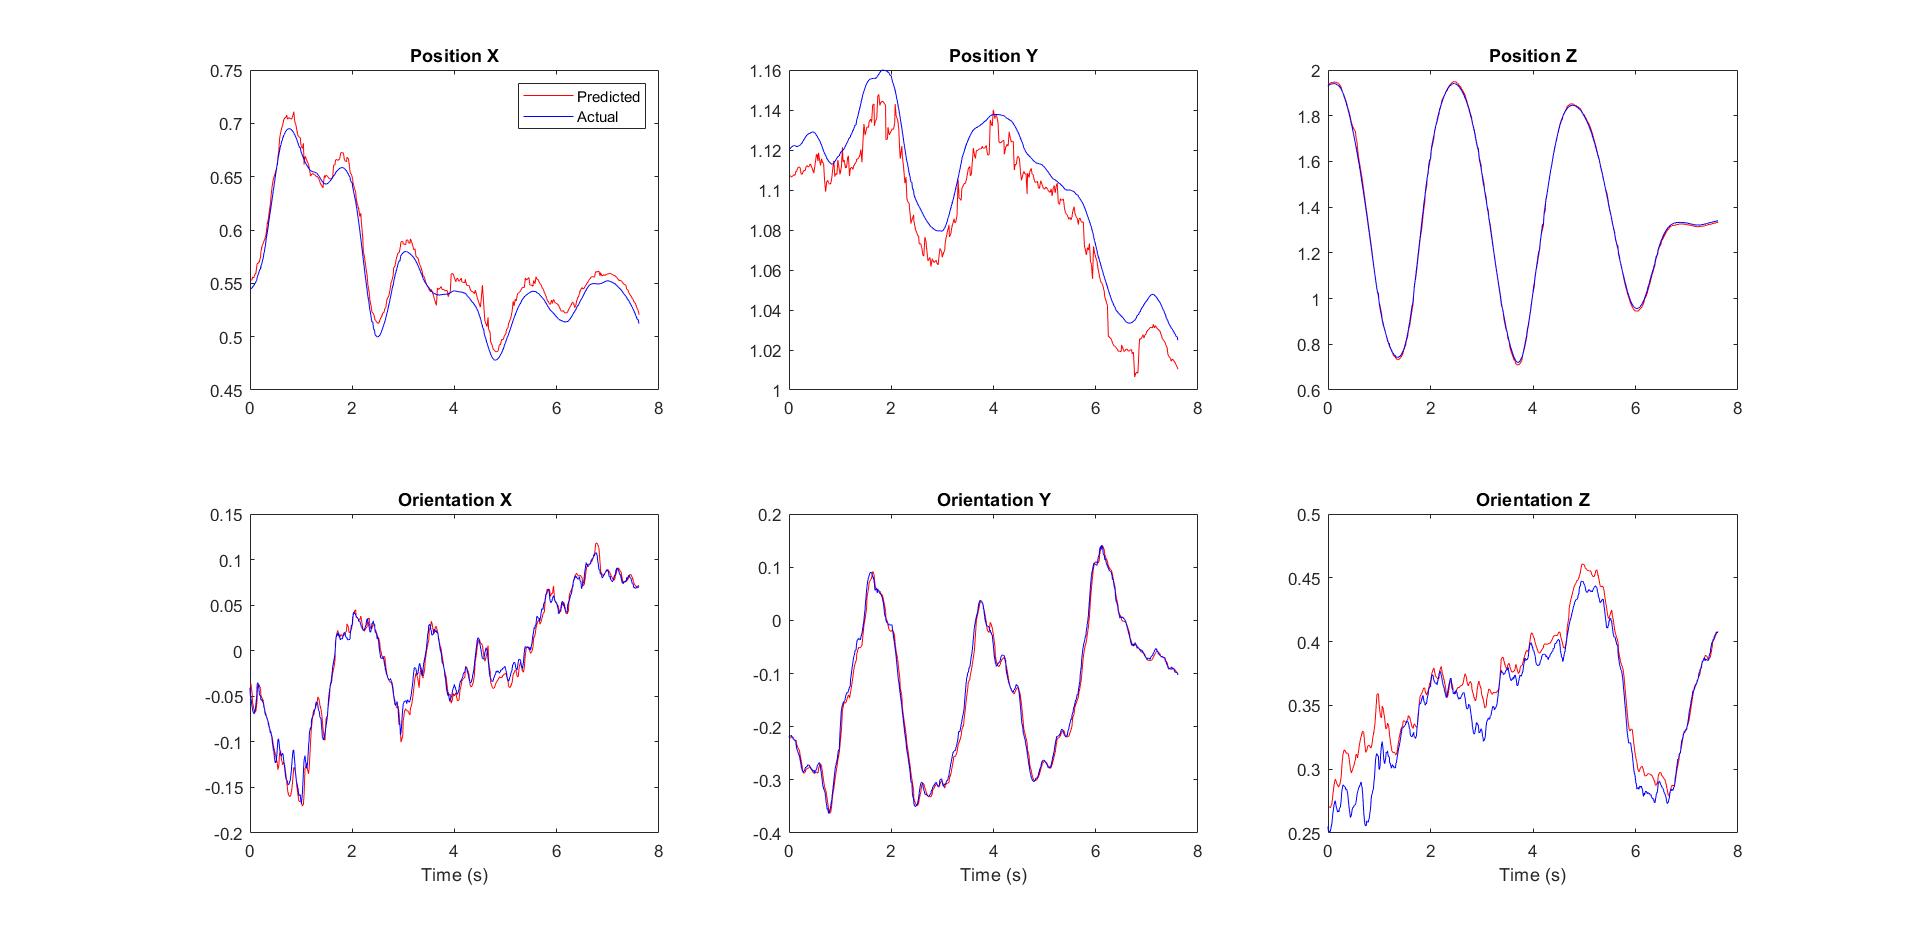 Position X
Position Y
Position Z
0.75
0.7
0.65
0.6
0.55
0.5
0.45
0 2 4 6 8
Predicted
Actual
1.16
1.14
1.12
1.1
1.08
1.06
1.04
1.02
1
0 2 4 6 8
2
1.8
1.6
1.4
1.2
1
0.8
0.6
0 2 4 6 8
Orientation X
Orientation Y
Orientation Z
0.15
0.1
0.05
0
-0.05
-0.1
-0.15
-0.2
0 2 4 6 8
Time (s)
0.2
0.1
0
-0.1
-0.2
-0.3
-0.4
0 2 4 6 8
Time (s)
0.5
0.45
0.4
0.35
0.3
0.25
0 2 4 6 8
Time (s)